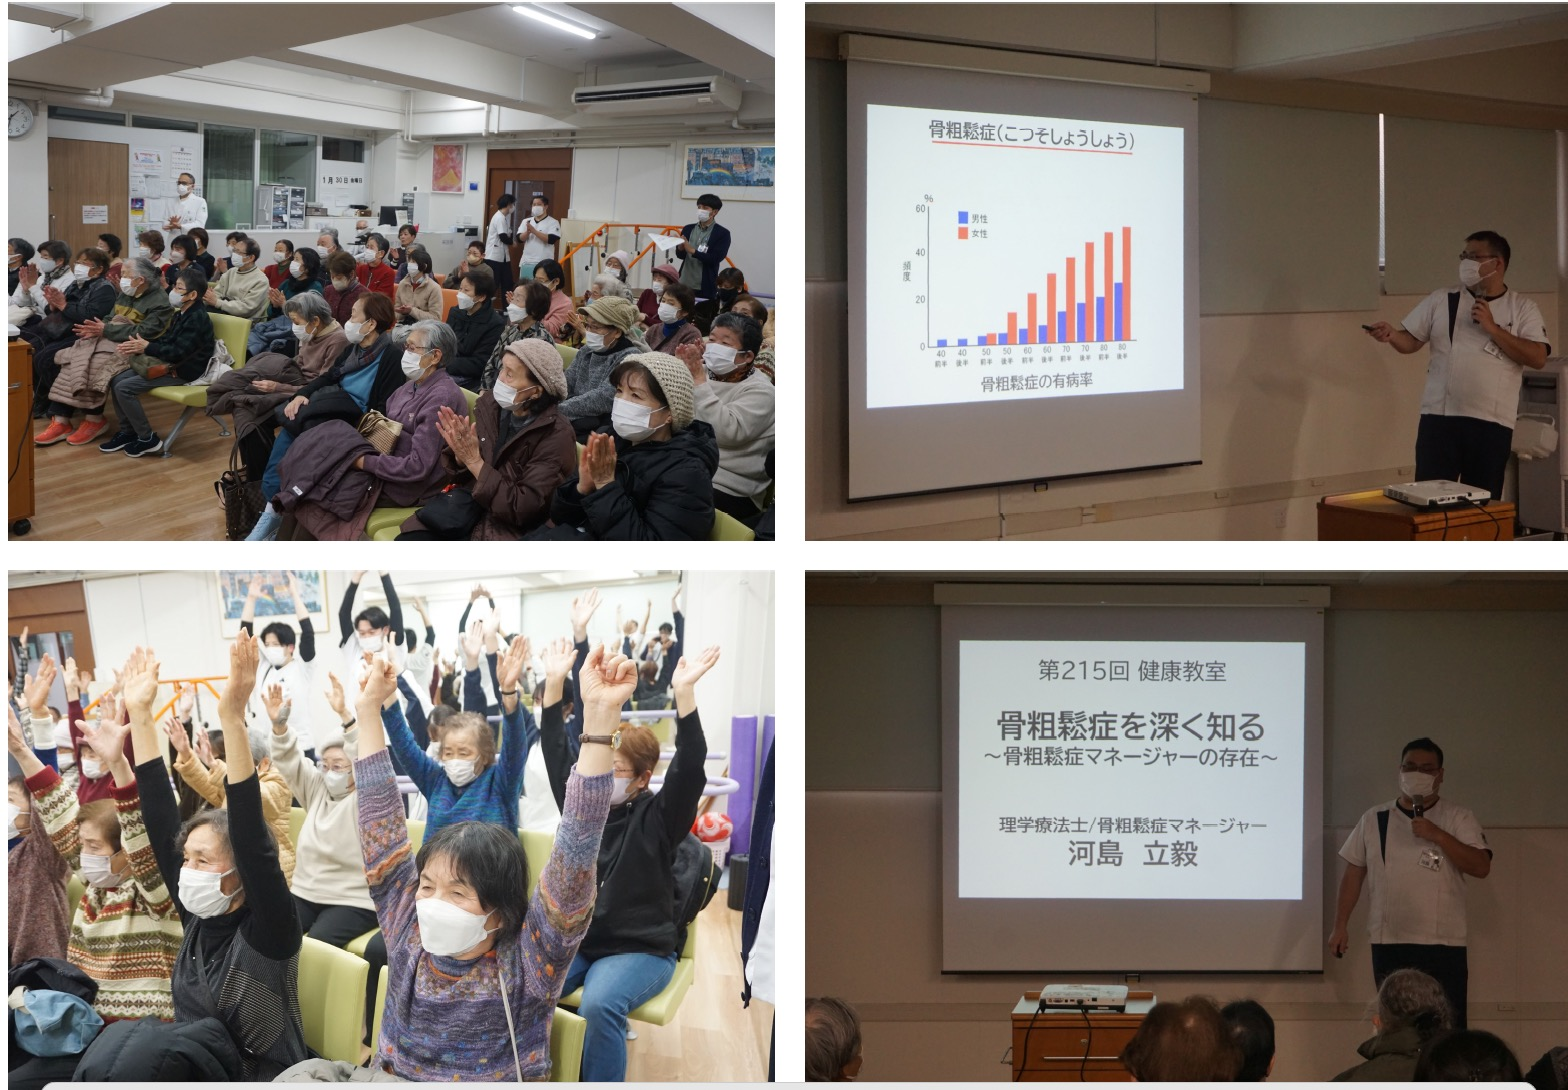 1月30日 金曜日
骨粗鬆症(こつそしょうしょう)
%
60
男性
女性
40
頻度
20
0
40 40 50 50 60 60 70 70 80 80
前半 後半 前半 後半 前半 後半 前半 後半 前半 後半
骨粗鬆症の有病率
第215回 健康教室
骨粗鬆症を深く知る
~骨粗鬆症マネージャーの存在~
理学療法士/骨粗鬆症マネージャー
河島 立毅